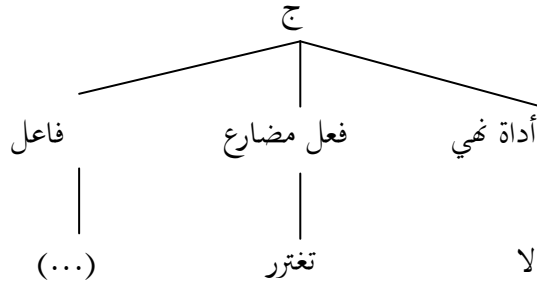 ج
أداة نهي فعل مضارع فاعل
لا تغترر (...)